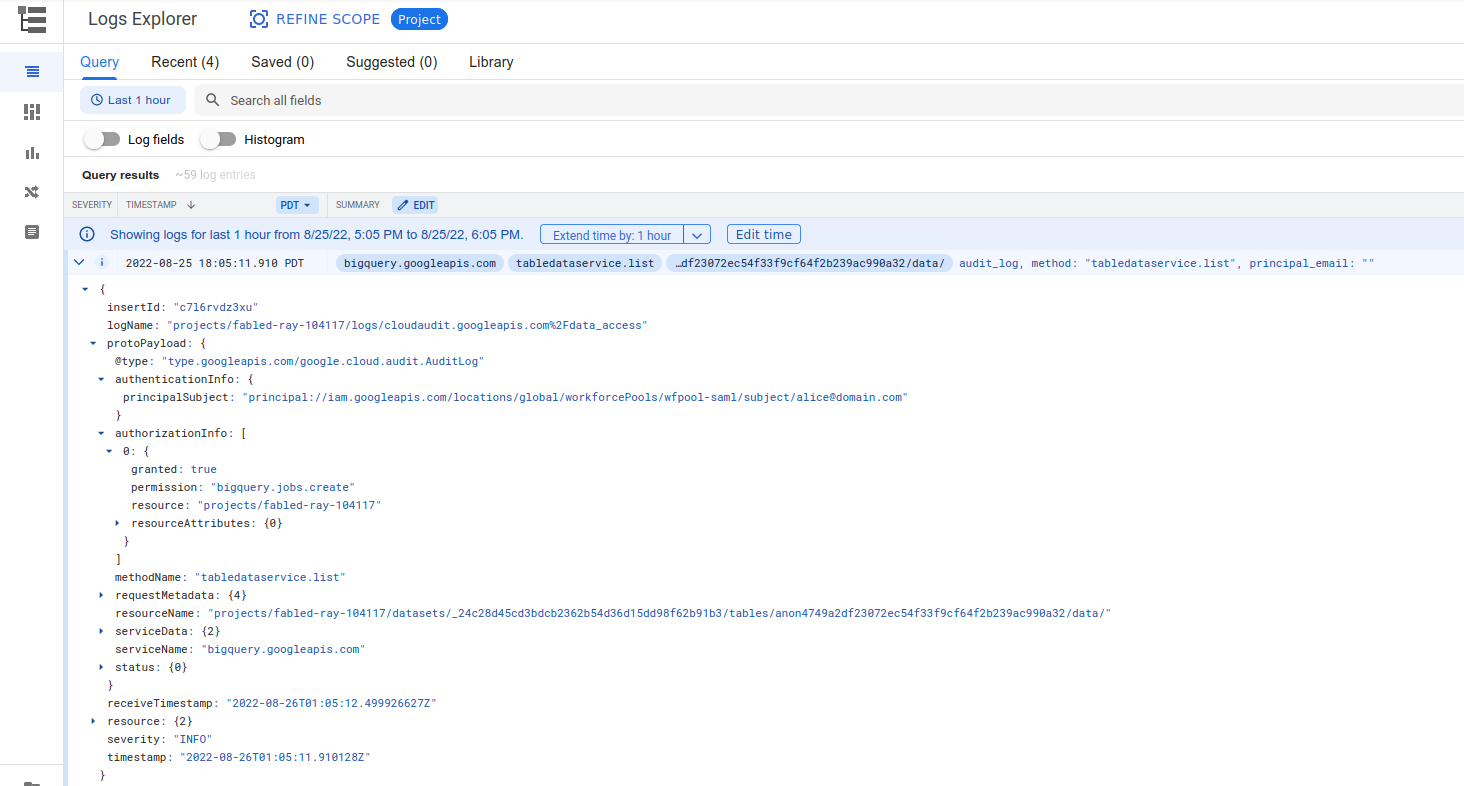 Logs Explorer REFINE SCOPE Project
Query Recent (4) Saved (0) Suggested (0) Library
Last 1 hour Search all fields
Log fields Histogram
Query results ~59 log entries
SEVERITY TIMESTAMP PDT SUMMARY EDIT
Showing logs for last 1 hour from 8/25/22, 5:05 PM to 8/25/22, 6:05 PM. Extend time by: 1 hour Edit time
2022-08-25 18:05:11.910 PDT bigquery.googleapis.com tabledataservice.list …df23072ec54f33f9cf64f2b239ac990a32/data/ audit_log, method: "tabledataservice.list", principal_email: ""
{
insertId: "c7l6rvdz3xu"
logName: "projects/fabled-ray-104117/logs/cloudaudit.googleapis.com%2Fdata_access"
protoPayload: {
@type: "type.googleapis.com/google.cloud.audit.AuditLog"
authenticationInfo: {
principalSubject: "principal://iam.googleapis.com/locations/global/workforcePools/wfpool-saml/subject/alice@domain.com"
}
authorizationInfo: [
0: {
granted: true
permission: "bigquery.jobs.create"
resource: "projects/fabled-ray-104117"
resourceAttributes: {0}
}
]
methodName: "tabledataservice.list"
requestMetadata: {4}
resourceName: "projects/fabled-ray-104117/datasets/_24c28d45cd3bdcb2362b54d36d15dd98f62b91b3/tables/anon4749a2df23072ec54f33f9cf64f2b239ac990a32/data/"
serviceData: {2}
serviceName: "bigquery.googleapis.com"
status: {0}
}
receiveTimestamp: "2022-08-26T01:05:12.499926627Z"
resource: {2}
severity: "INFO"
timestamp: "2022-08-26T01:05:11.910128Z"
}